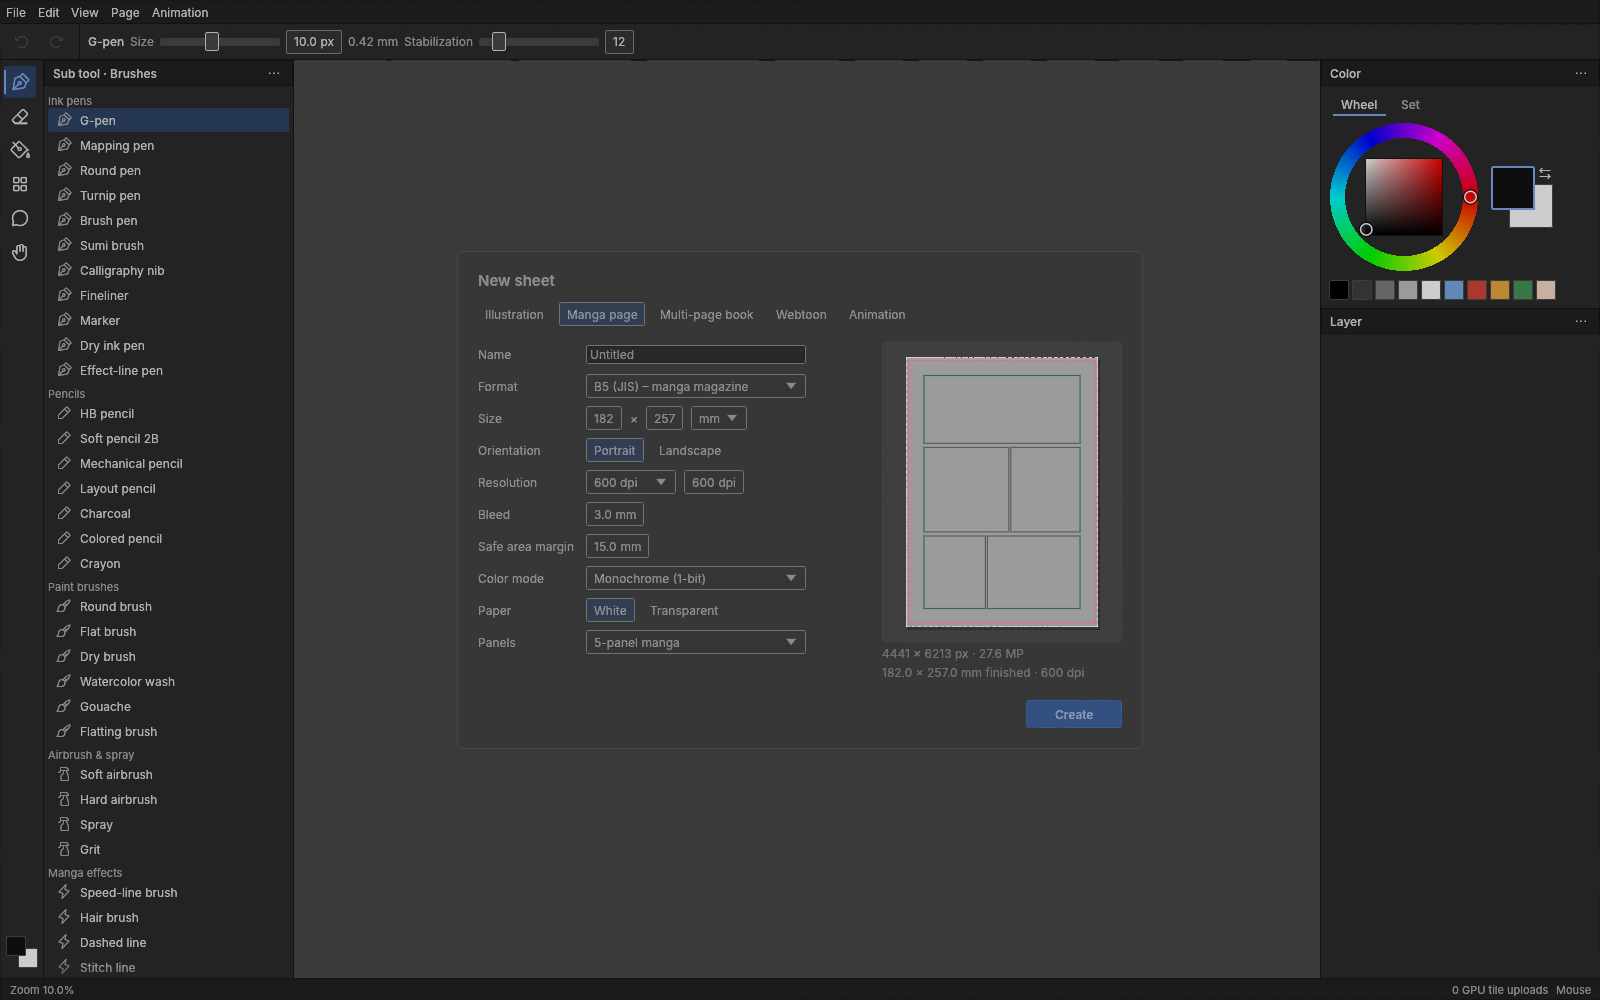 File Edit View Page Animation
G-pen Size 10.0 px 0.42 mm Stabilization 12
Sub tool · Brushes ...
Ink pens
G-pen
Mapping pen
Round pen
Turnip pen
Brush pen
Sumi brush
Calligraphy nib
Fineliner
Marker
Dry ink pen
Effect-line pen
Pencils
HB pencil
Soft pencil 2B
Mechanical pencil
Layout pencil
Charcoal
Colored pencil
Crayon
Paint brushes
Round brush
Flat brush
Dry brush
Watercolor wash
Gouache
Flatting brush
Airbrush & spray
Soft airbrush
Hard airbrush
Spray
Grit
Manga effects
Speed-line brush
Hair brush
Dashed line
Stitch line
New sheet
Illustration Manga page Multi-page book Webtoon Animation
Name Untitled
Format B5 (JIS) – manga magazine
Size 182 × 257 mm
Orientation Portrait Landscape
Resolution 600 dpi 600 dpi
Bleed 3.0 mm
Safe area margin 15.0 mm
Color mode Monochrome (1-bit)
Paper White Transparent
Panels 5-panel manga
4441 × 6213 px · 27.6 MP
182.0 × 257.0 mm finished · 600 dpi
Create
Color ...
Wheel Set
Layer ...
Zoom 10.0% 0 GPU tile uploads Mouse